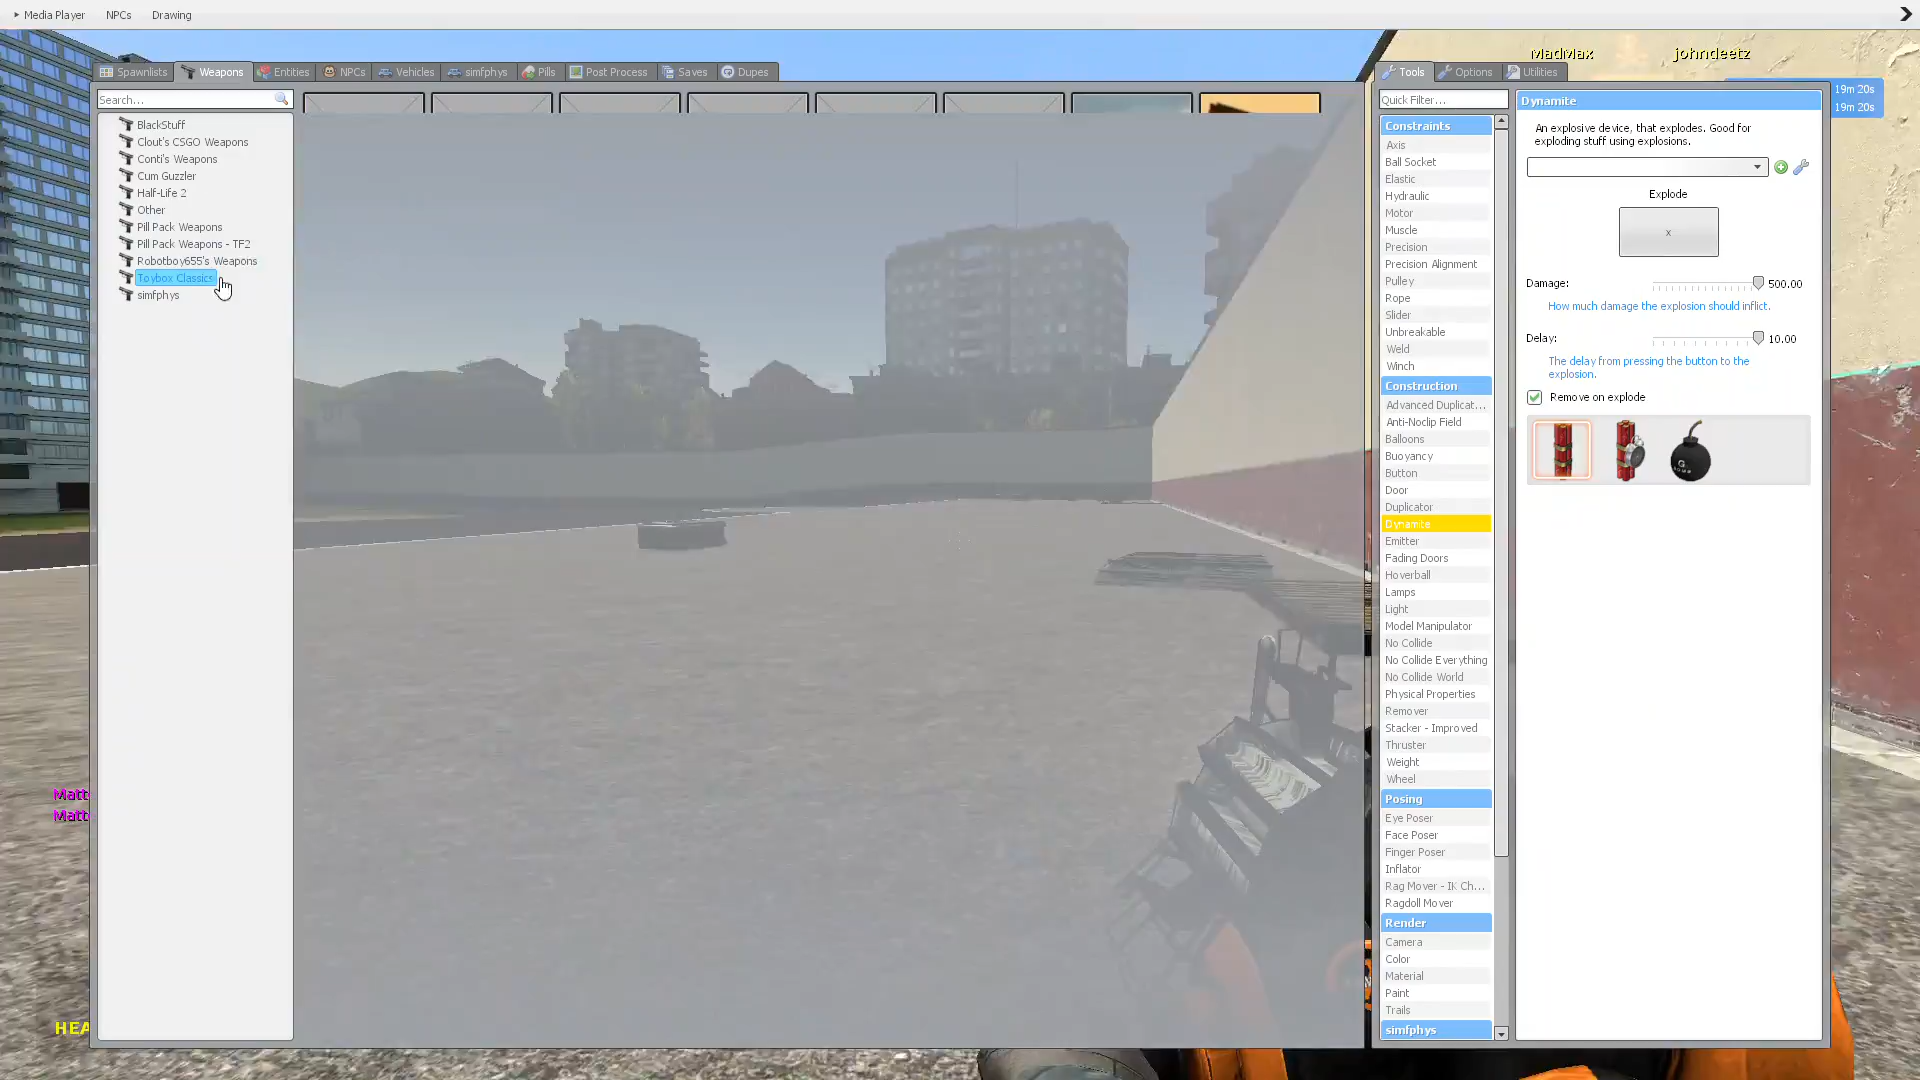 Media Player NPCs Drawing
MadMax johndeetz
Spawnlists Weapons Entities NPCs Vehicles simfphys Pills Post Process Saves Dupes
Tools Options Utilities
19m 20s
19m 20s
Search...
BlackStuff
Clout's CSGO Weapons
Conti's Weapons
Cum Guzzler
Half-Life 2
Other
Pill Pack Weapons
Pill Pack Weapons - TF2
Robotboy655's Weapons
Toybox Classics
simfphys
Quick Filter...
Constraints
Axis
Ball Socket
Elastic
Hydraulic
Motor
Muscle
Precision
Precision Alignment
Pulley
Rope
Slider
Unbreakable
Weld
Winch
Construction
Advanced Duplicat...
Anti-Noclip Field
Balloons
Buoyancy
Button
Door
Duplicator
Dynamite
Emitter
Fading Doors
Hoverball
Lamps
Light
Model Manipulator
No Collide
No Collide Everything
No Collide World
Physical Properties
Remover
Stacker - Improved
Thruster
Weight
Wheel
Posing
Eye Poser
Face Poser
Finger Poser
Inflator
Rag Mover - IK Ch...
Ragdoll Mover
Render
Camera
Color
Material
Paint
Trails
simfphys
Dynamite
An explosive device, that explodes. Good for
exploding stuff using explosions.
Explode
x
Damage: 500.00
How much damage the explosion should inflict.
Delay: 10.00
The delay from pressing the button to the
explosion.
Remove on explode
Matt
Matt
HEA